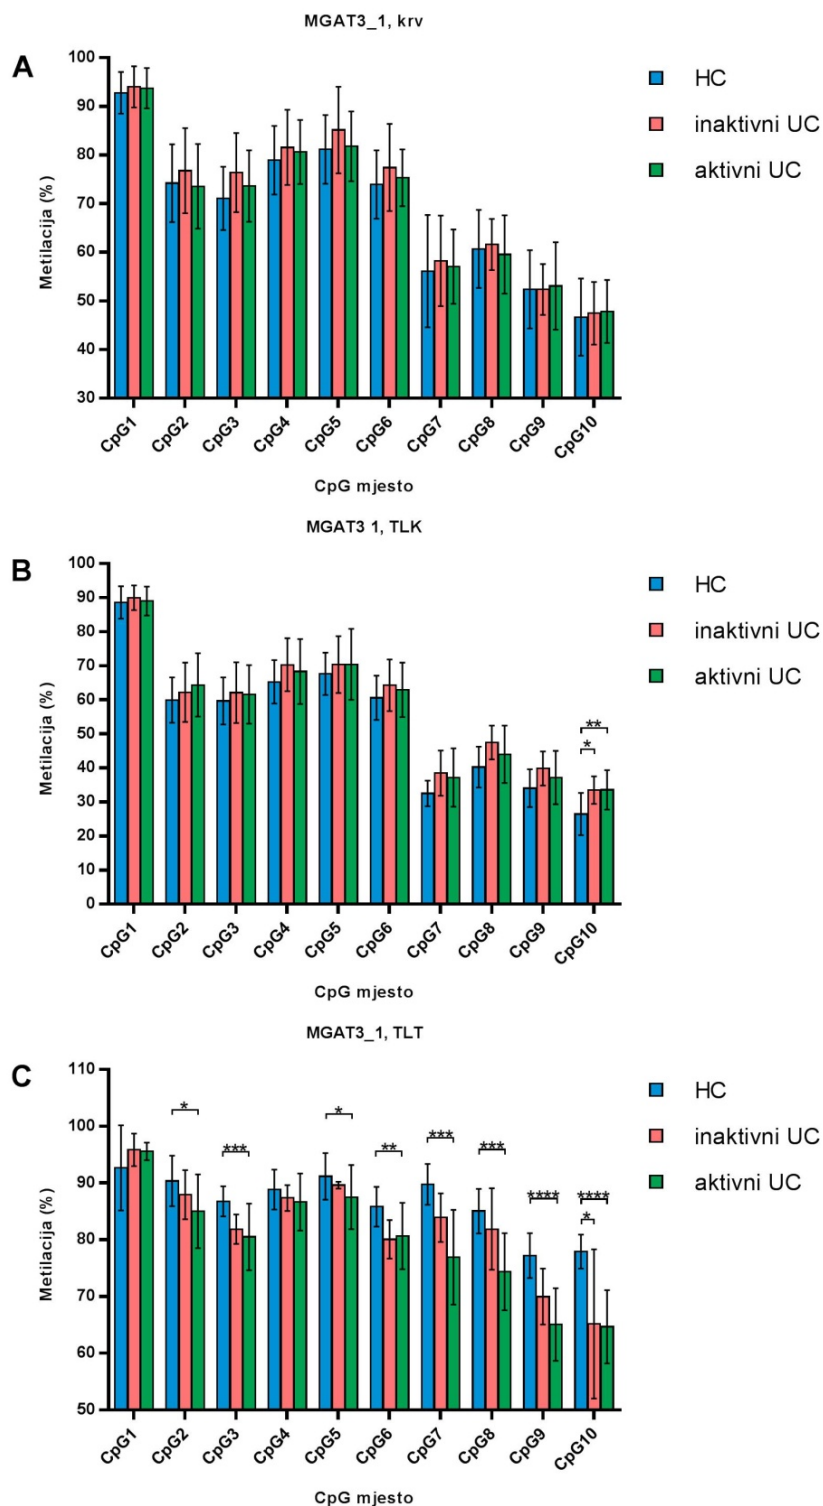 MGAT3_1, krv
A
HC
inaktivni UC
aktivni UC
Metilacija (%)
100
90
80
70
60
50
40
30
CpG1 CpG2 CpG3 CpG4 CpG5 CpG6 CpG7 CpG8 CpG9 CpG10
CpG mjesto
MGAT3 1, TLK
B
HC
inaktivni UC
aktivni UC
Metilacija (%)
100
90
80
70
60
50
40
30
20
10
0
** 
*
CpG1 CpG2 CpG3 CpG4 CpG5 CpG6 CpG7 CpG8 CpG9 CpG10
CpG mjesto
MGAT3_1, TLT
C
HC
inaktivni UC
aktivni UC
Metilacija (%)
110
100
90
80
70
60
50
* *** * ** *** *** **** ****
*
CpG1 CpG2 CpG3 CpG4 CpG5 CpG6 CpG7 CpG8 CpG9 CpG10
CpG mjesto